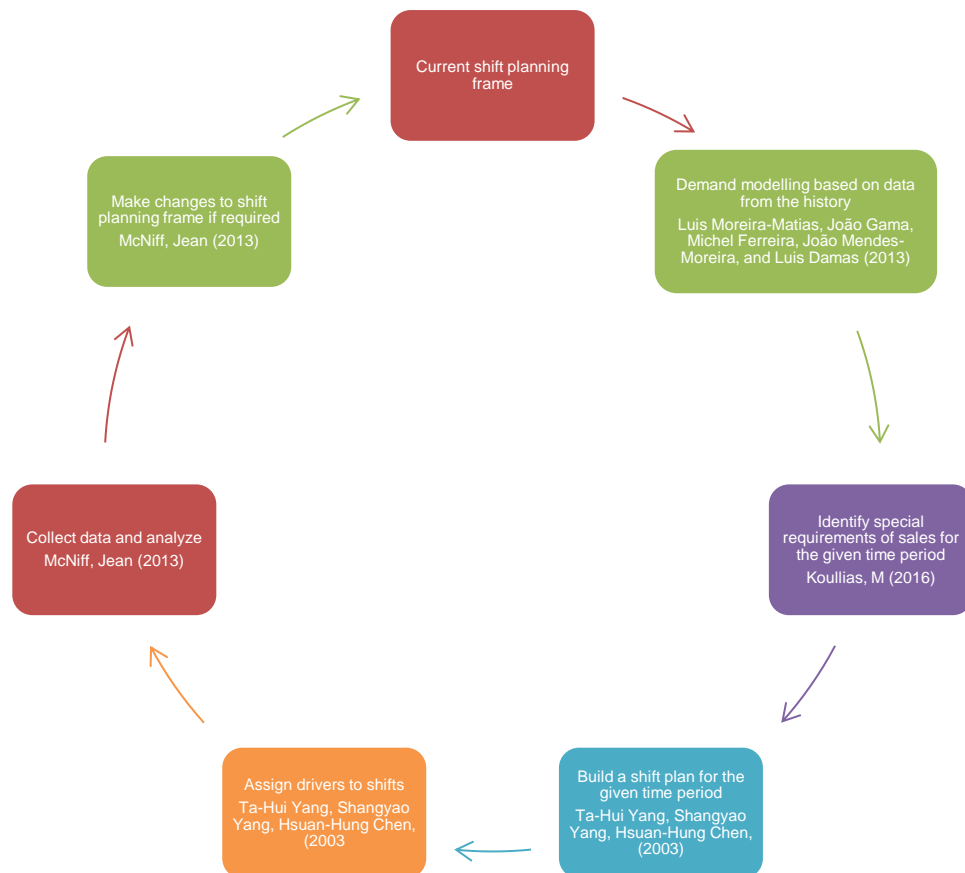 Current shift planning
frame
Demand modelling based on data
from the history
Luis Moreira-Matias, João Gama,
Michel Ferreira, João Mendes-
Moreira, and Luis Damas (2013)
Identify special
requirements of sales for
the given time period
Koullias, M (2016)
Build a shift plan for the
given time period
Ta-Hui Yang, Shangyao
Yang, Hsuan-Hung Chen,
(2003)
Assign drivers to shifts
Ta-Hui Yang, Shangyao
Yang, Hsuan-Hung Chen,
(2003
Collect data and analyze
McNiff, Jean (2013)
Make changes to shift
planning frame if required
McNiff, Jean (2013)